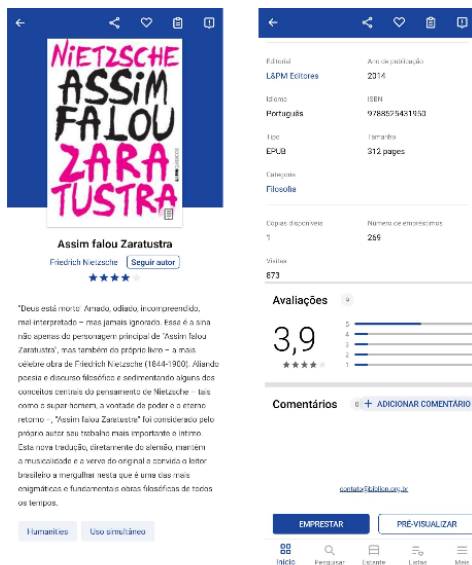 NiETZSCHE
ASSiM
FALOU
ZARA
TUSTRA
Assim falou Zaratustra
Friedrich Nietzsche
Seguir autor
"Deus está morto! Amado, odiado, incompreendido,
mal-interpretado – mas jamais ignorado. Essa é a sina
não apenas do personagem principal de "Assim falou
Zaratustra", mas também do próprio livro – a mais
célebre obra de Friedrich Nietzsche (1844-1900). Aliando
poesia e discurso filosófico e sedimentando alguns dos
conceitos centrais do pensamento de Nietzsche – tais
como o super-homem, a vontade de poder e o eterno
retorno –, "Assim falou Zaratustra" foi considerado pelo
próprio autor seu trabalho mais importante e íntimo.
Esta nova tradução, diretamente do alemão, mantém
a musicalidade e a verve do original e convida o leitor
brasileiro a mergulhar nesta que é uma das mais
enigmáticas e fundamentais obras filosóficas de todos
os tempos.
Humanities
Uso simultáneo
Editorial
Ano de publicação
L&PM Editores
2014
Idioma
ISBN
Português
9788525431950
Tipo
Tamanho
EPUB
312 pages
Categoria
Filosofia
Cópias disponíveis
Número de empréstimos
1
269
Visitas
873
Avaliações
9
3,9
5
4
3
2
1
Comentários
0
+ ADICIONAR COMENTÁRIO
contato@biblion.org.br
EMPRESTAR
PRÉ-VISUALIZAR
Início
Pesquisar
Estante
Listas
Mais